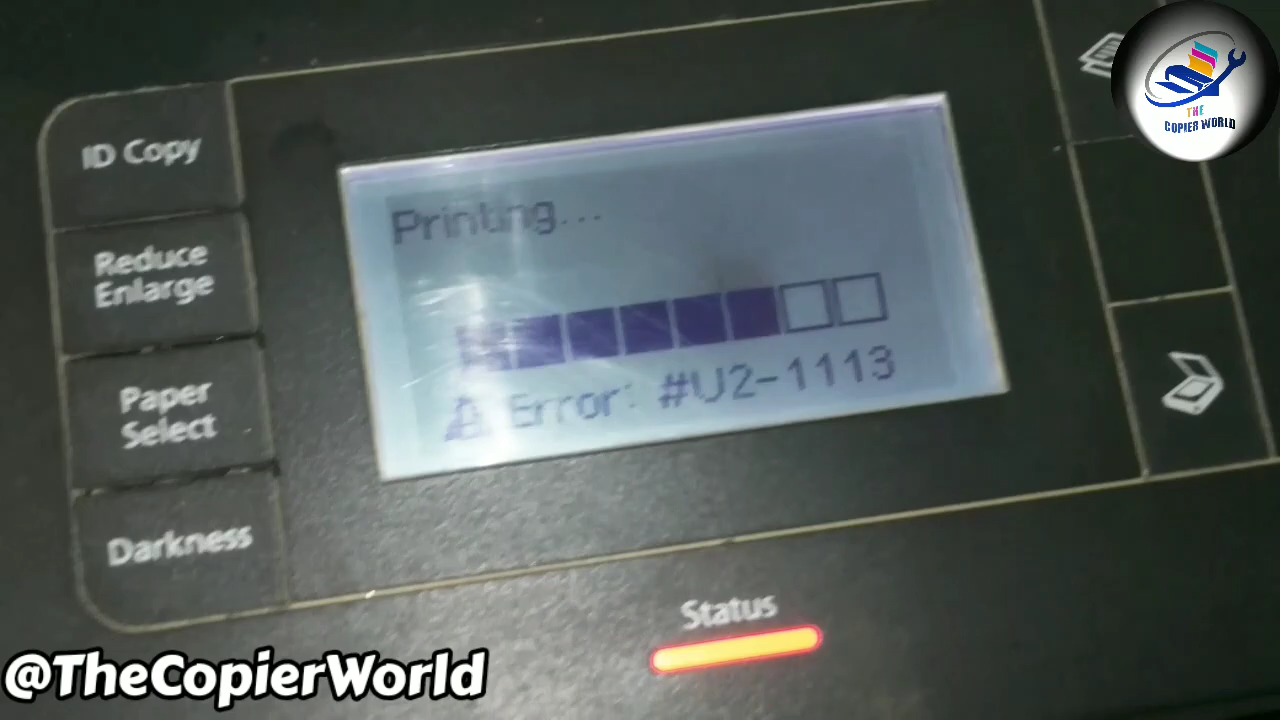 THE
COPIER WORLD
ID Copy
Reduce
Enlarge
Paper
Select
Darkness
Printing...
Error: #U2-1113
Status
@TheCopierWorld